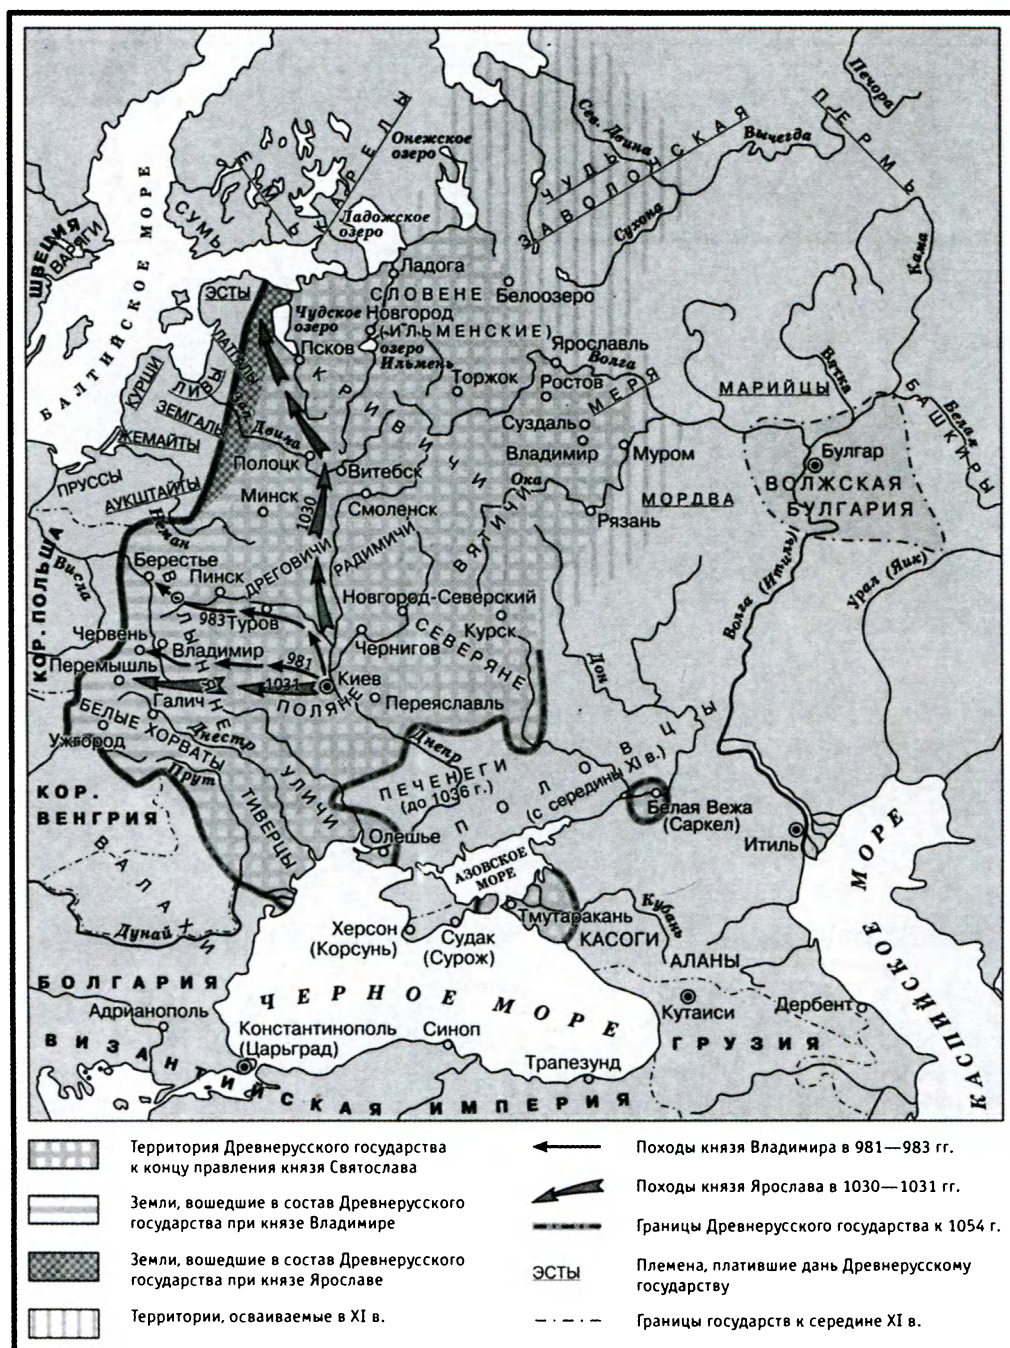 Печора
ПЕРМЬ
Сев. Двина
Вычегда
ЧУДЬ
ЗАВОЛОЧСКАЯ
Сухона
Онежское
озеро
КАРЕЛЫ
ЕМЬ
СУМЬ
Ладожское
озеро
ШВЕЦИЯ
ВАРЯГИ
БАЛТИЙСКОЕ МОРЕ
Кама
Ладога
ЭСТЫ
СЛОВЕНЕ
Белоозеро
Чудское
озеро
Новгород
(ИЛЬМЕНСКИЕ)
озеро
Ильмень
Псков
Ярославль
Волга
ЛАТГАЛЫ
ЛИВЫ
КУРШИ
ЗЕМГАЛЬ
ЖЕМАЙТЫ
КРИВИЧИ
Торжок
Ростов
МЕРЯ
МАРИЙЦЫ
Вятка
БАШКИРЫ
Белая
Зап.
Двина
Суздаль
Владимир
Муром
Булгар
ВОЛЖСКАЯ
БУЛГАРИЯ
Полоцк
Витебск
ПРУССЫ
АУКШТАЙТЫ
Минск
Смоленск
Ока
МОРДВА
Рязань
1030
Неман
КОР. ПОЛЬША
Висла
Берестье
Пинск
ДРЕГОВИЧИ
РАДИМИЧИ
ВЯТИЧИ
Волга (Итиль)
Урал (Яик)
983
Туров
Новгород-Северский
ВОЛЫНЯНЕ
Червень
Владимир
981
Чернигов
СЕВЕРЯНЕ
Курск
Дон
Перемышль
1031
Киев
ПОЛЯНЕ
Переяславль
Галич
БЕЛЫЕ ХОРВАТЫ
Ужгород
Днестр
Прут
Днепр
УЛИЧИ
ТИВЕРЦЫ
ПЕЧЕНЕГИ
(до 1036 г.)
ПОЛОВЦЫ
(с середины XI в.)
КОР.
ВЕНГРИЯ
Белая Вежа
(Саркел)
Итиль
ВАЛАХИ
Олешье
АЗОВСКОЕ
МОРЕ
Дунай
Херсон
(Корсунь)
Судак
(Сурож)
Тмутаракань
Кубань
КАСОГИ
АЛАНЫ
КАСПИЙСКОЕ МОРЕ
БОЛГАРИЯ
Адрианополь
ЧЕРНОЕ МОРЕ
Кутаиси
Дербент
ГРУЗИЯ
Константинополь
(Царьград)
Синоп
Трапезунд
ВИЗАНТИЙСКАЯ ИМПЕРИЯ
Территория Древнерусского государства
к концу правления князя Святослава
Земли, вошедшие в состав Древнерусского
государства при князе Владимире
Земли, вошедшие в состав Древнерусского
государства при князе Ярославе
Территории, осваиваемые в XI в.
Походы князя Владимира в 981—983 гг.
Походы князя Ярослава в 1030—1031 гг.
Границы Древнерусского государства к 1054 г.
ЭСТЫ
Племена, платившие дань Древнерусскому
государству
Границы государств к середине XI в.